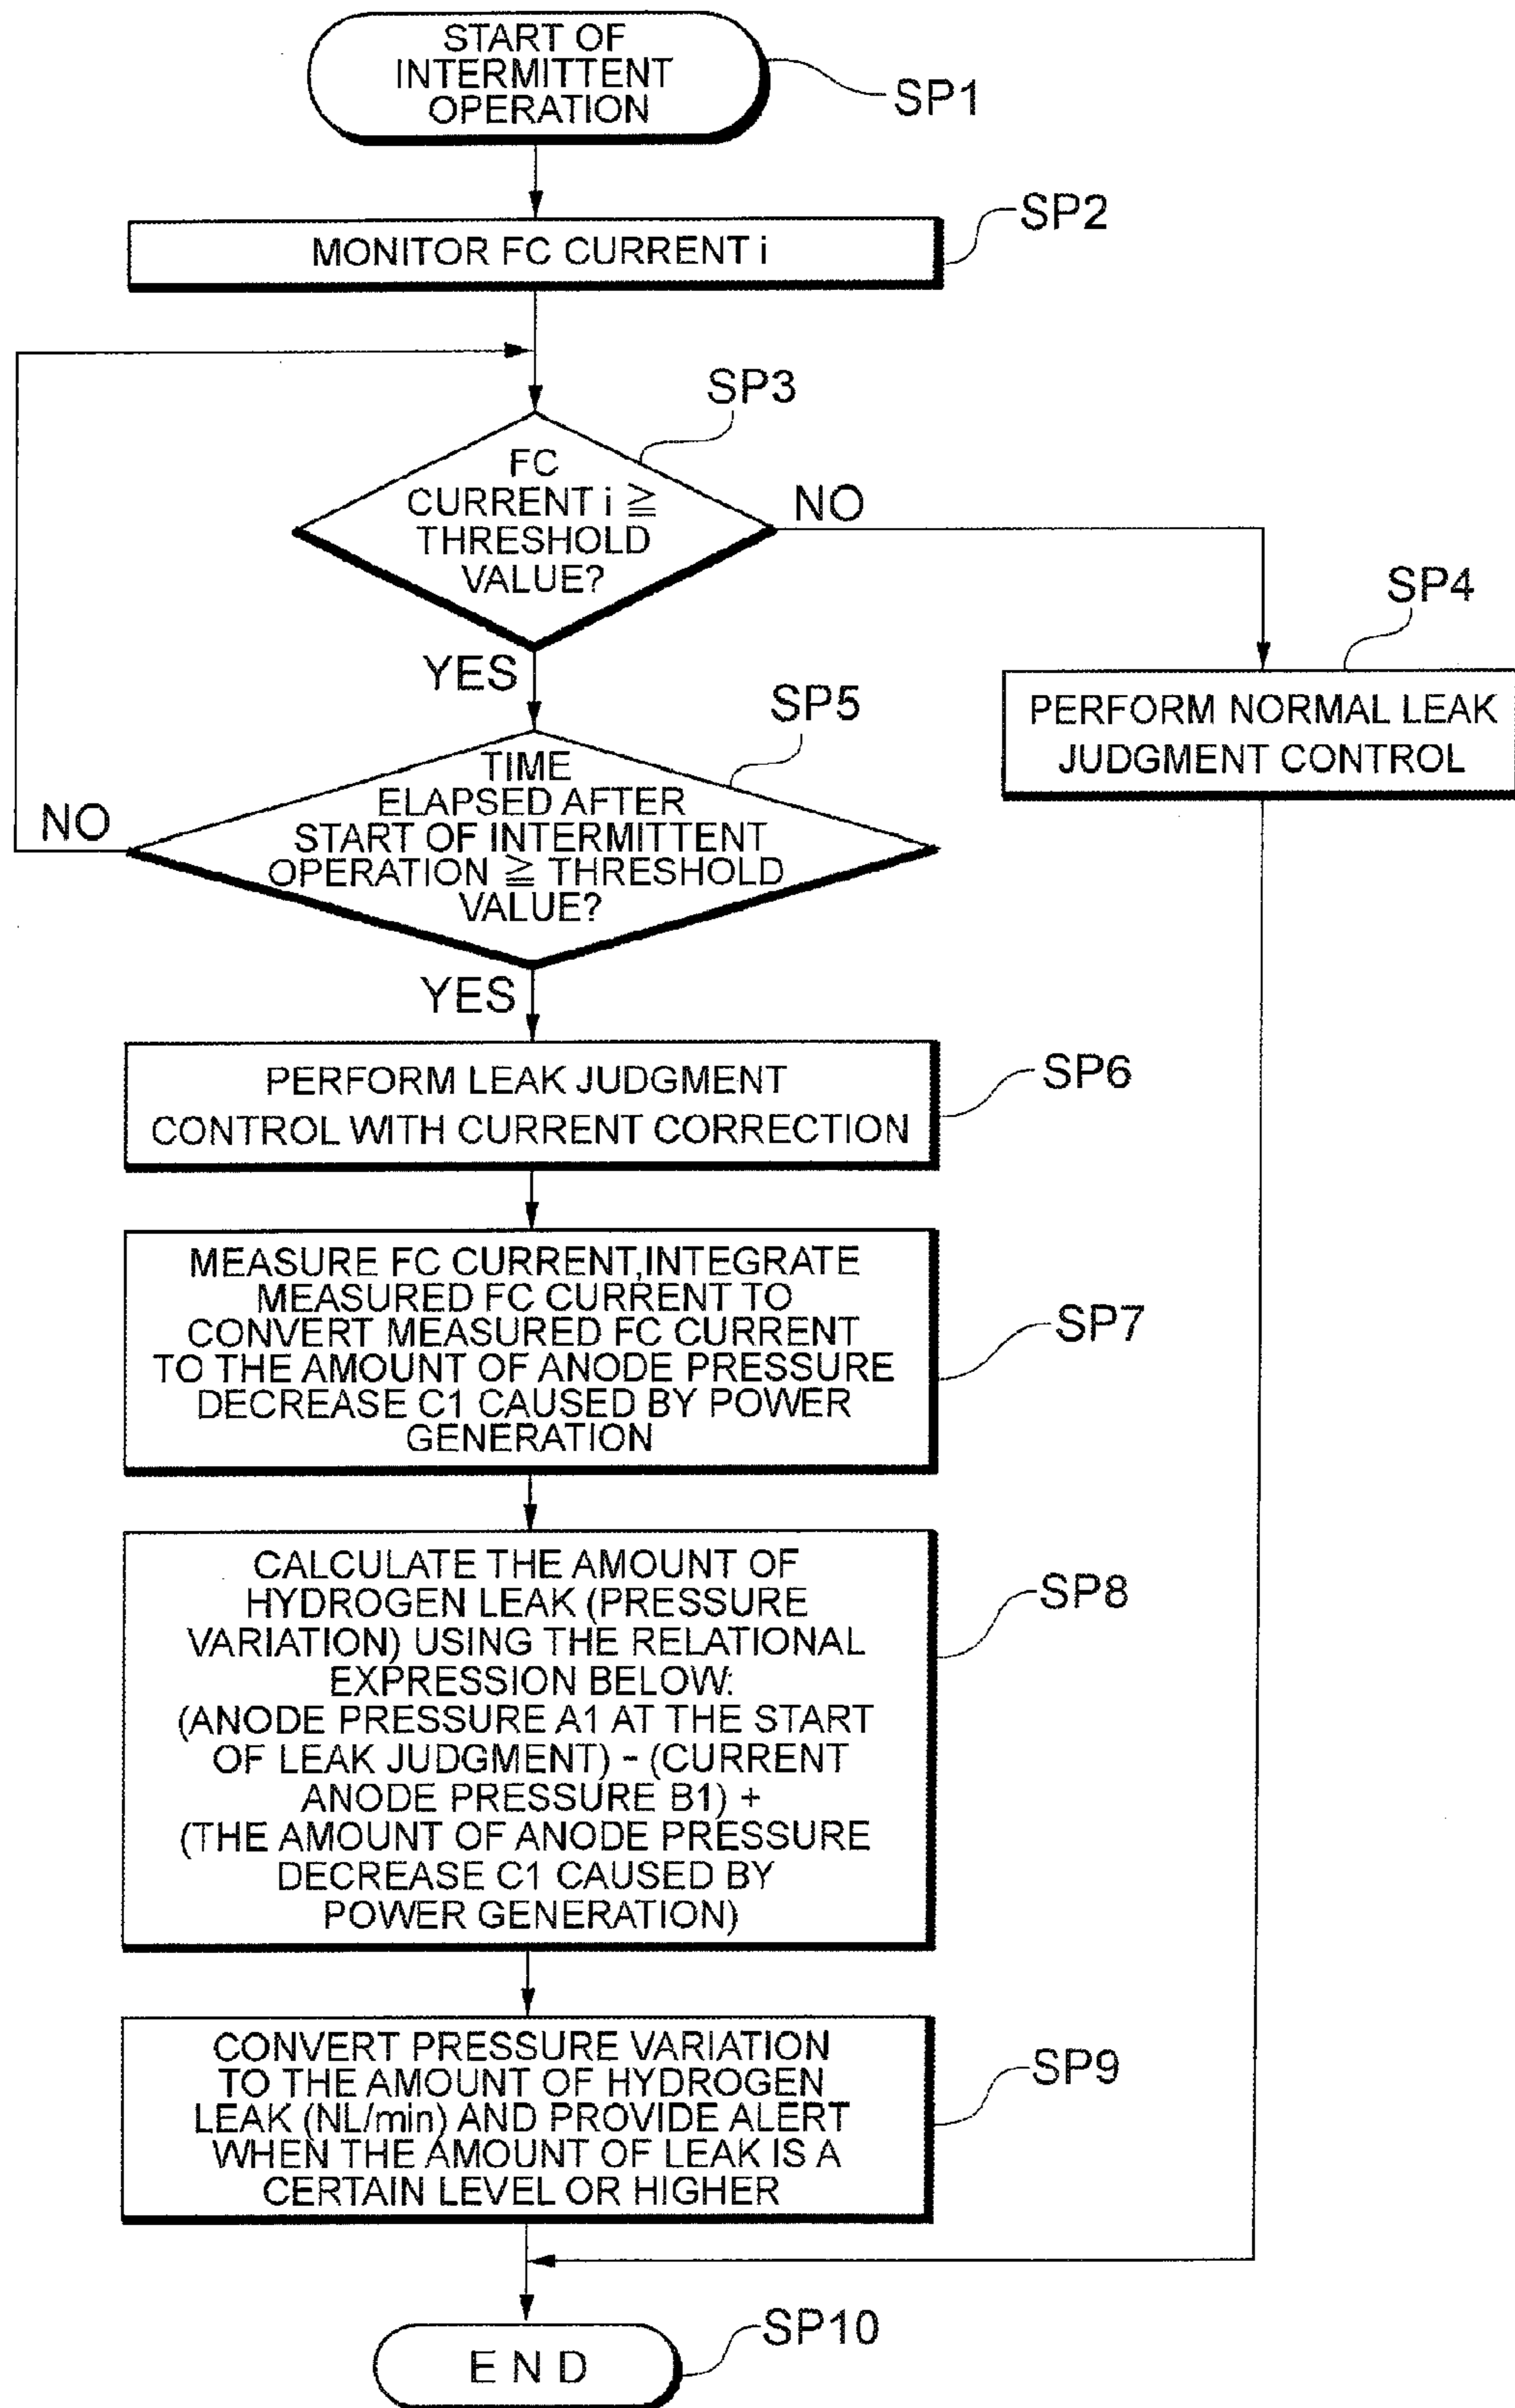 START OF
INTERMITTENT
OPERATION
SP1
MONITOR FC CURRENT i
SP2
FC
CURRENT i ≧
THRESHOLD
VALUE?
SP3
NO
YES
PERFORM NORMAL LEAK
JUDGMENT CONTROL
SP4
TIME
ELAPSED AFTER
START OF INTERMITTENT
OPERATION ≧ THRESHOLD
VALUE?
SP5
NO
YES
PERFORM LEAK JUDGMENT
CONTROL WITH CURRENT CORRECTION
SP6
MEASURE FC CURRENT,INTEGRATE
MEASURED FC CURRENT TO
CONVERT MEASURED FC CURRENT
TO THE AMOUNT OF ANODE PRESSURE
DECREASE C1 CAUSED BY POWER
GENERATION
SP7
CALCULATE THE AMOUNT OF
HYDROGEN LEAK (PRESSURE
VARIATION) USING THE RELATIONAL
EXPRESSION BELOW:
(ANODE PRESSURE A1 AT THE START
OF LEAK JUDGMENT) - (CURRENT
ANODE PRESSURE B1) +
(THE AMOUNT OF ANODE PRESSURE
DECREASE C1 CAUSED BY
POWER GENERATION)
SP8
CONVERT PRESSURE VARIATION
TO THE AMOUNT OF HYDROGEN
LEAK (NL/min) AND PROVIDE ALERT
WHEN THE AMOUNT OF LEAK IS A
CERTAIN LEVEL OR HIGHER
SP9
END
SP10